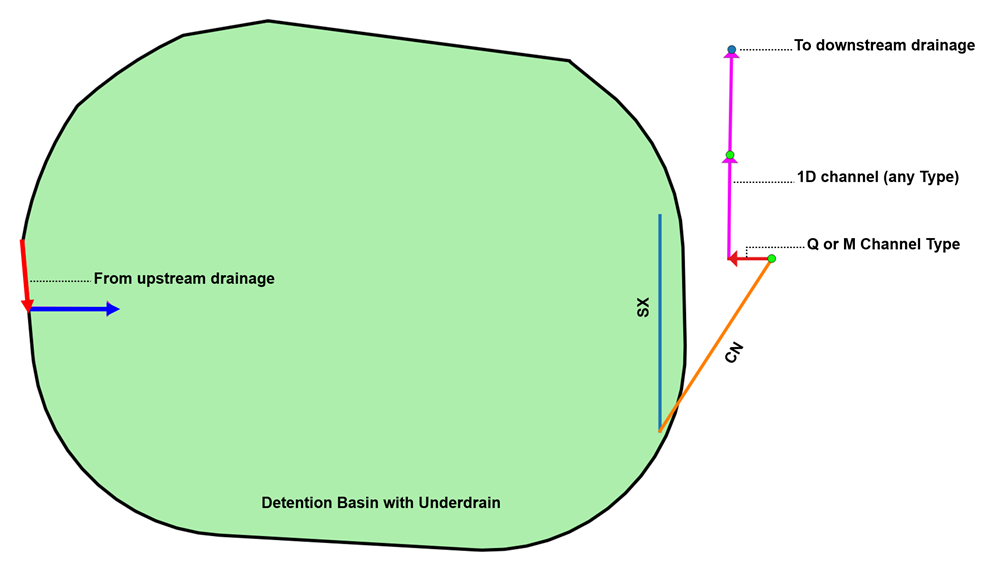 To downstream drainage
1D channel (any Type)
Q or M Channel Type
From upstream drainage
SX
CN
Detention Basin with Underdrain